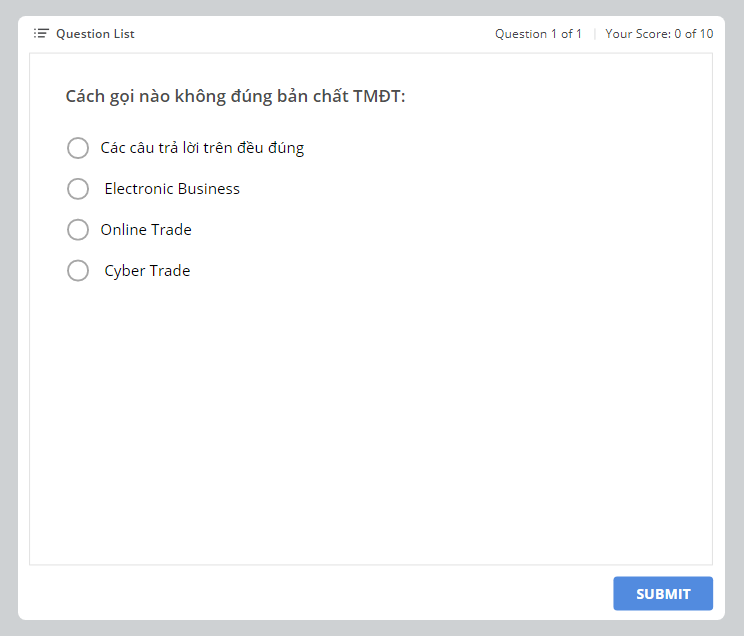 Question List
Question 1 of 1
Your Score: 0 of 10
Cách gọi nào không đúng bản chất TMĐT:
Các câu trả lời trên đều đúng
Electronic Business
Online Trade
Cyber Trade
SUBMIT